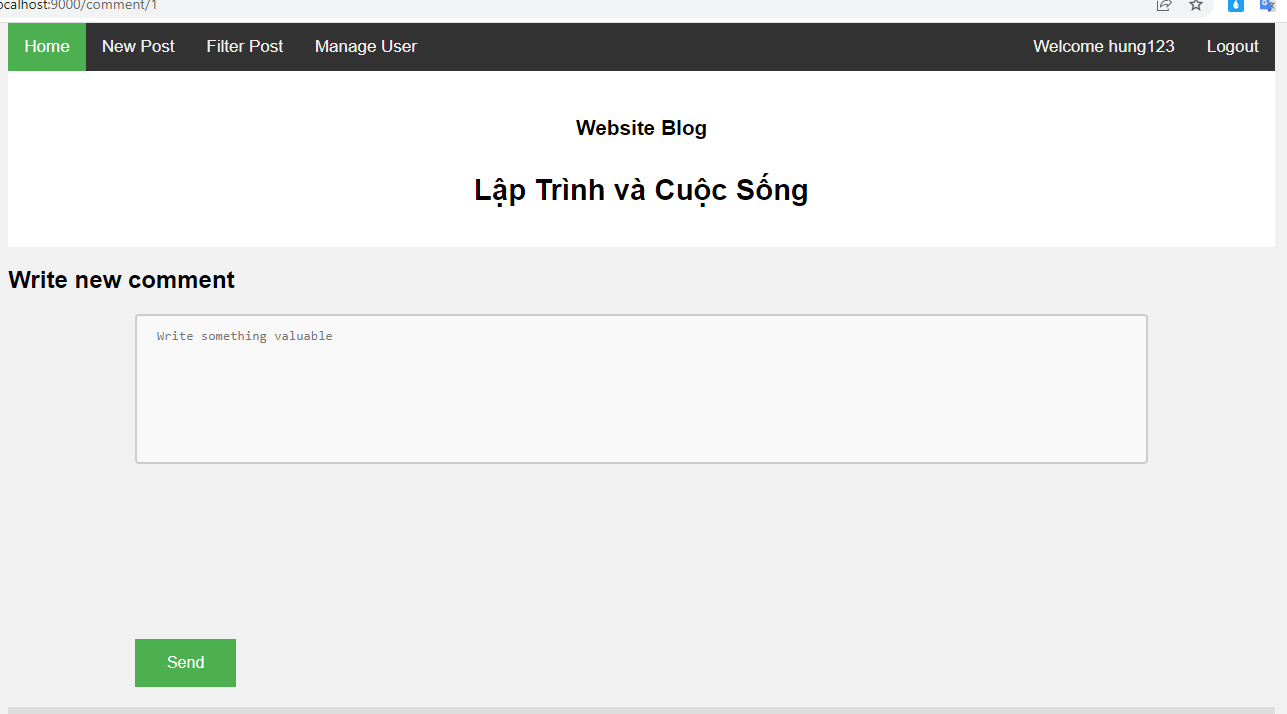 ocalhost:9000/comment/1
Home New Post Filter Post Manage User Welcome hung123 Logout
Website Blog
Lập Trình và Cuộc Sống
Write new comment
Write something valuable
Send